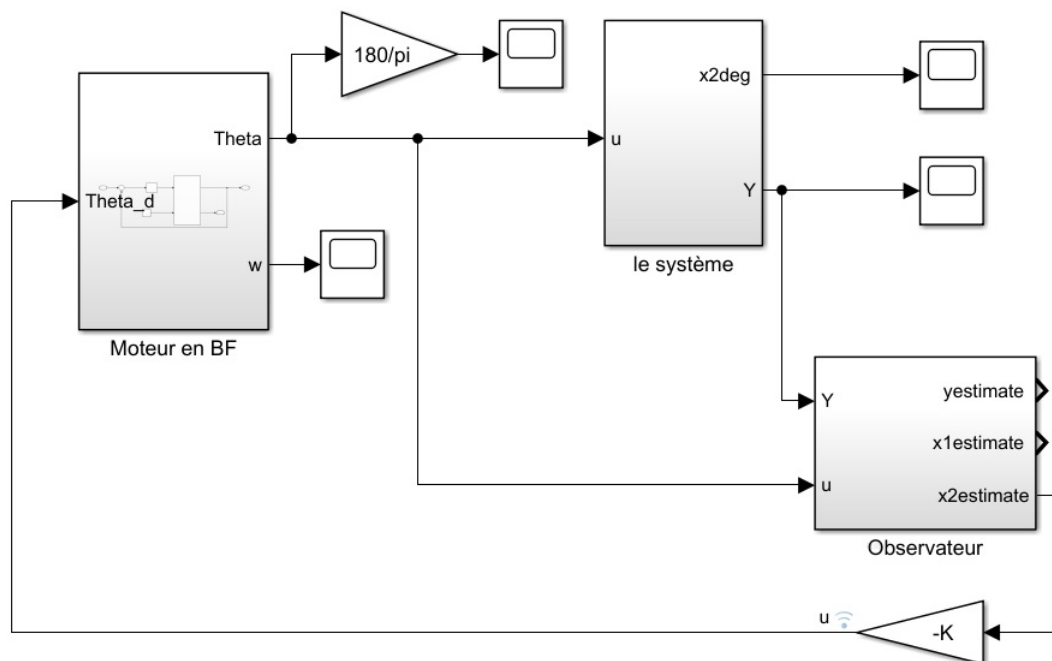 180/pi
x2deg
Theta
u
Theta_d
Y
w
le système
Moteur en BF
yestimate
Y
x1estimate
u
x2estimate
Observateur
u
-K